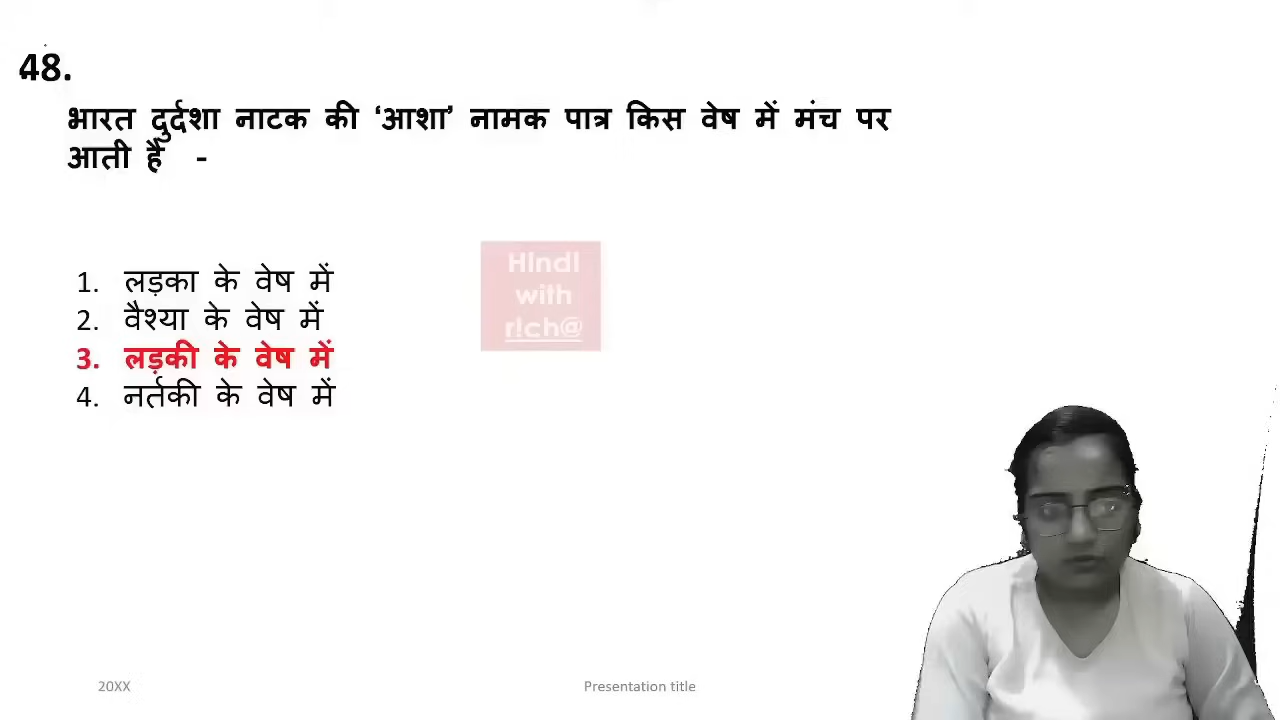 48.
भारत दुर्दशा नाटक की ‘आशा’ नामक पात्र किस वेष में मंच पर
आती है -
1. लड़का के वेष में
2. वैश्या के वेष में
3. लड़की के वेष में
4. नर्तकी के वेष में
HIndI
with
r!ch@
20XX
Presentation title